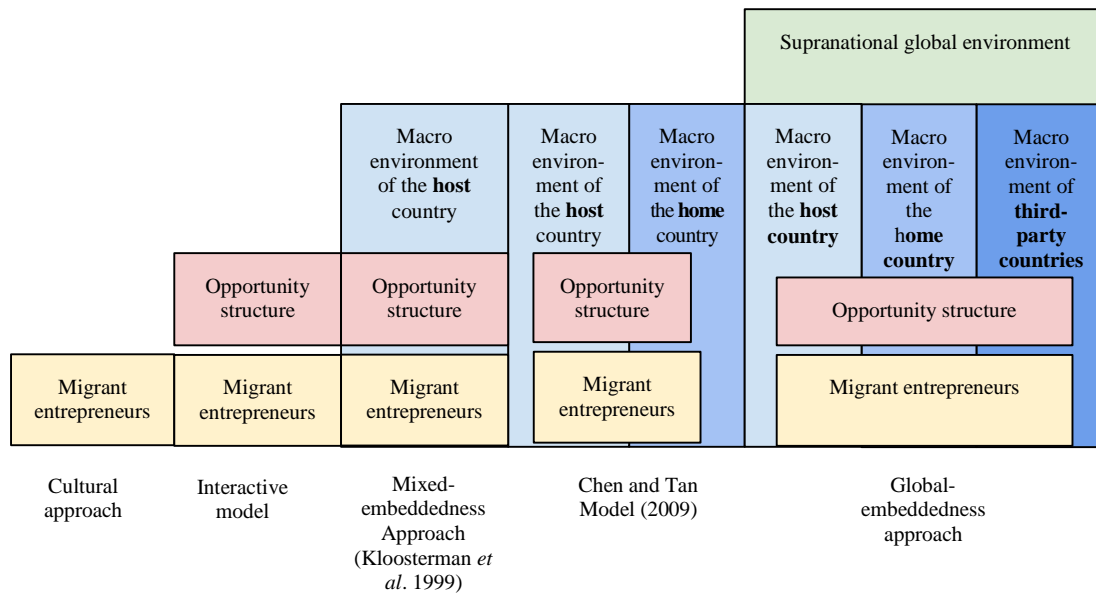 Supranational global environment
Macro
environment
of the host
country
Macro
environ-
ment of
the host
country
Macro
environ-
ment of
the home
country
Macro
environ-
ment of
the host
country
Macro
environ-
ment of
the
home
country
Macro
environ-
ment of
third-
party
countries
Opportunity
structure
Opportunity
structure
Opportunity
structure
Opportunity structure
Migrant
entrepreneurs
Migrant
entrepreneurs
Migrant
entrepreneurs
Migrant
entrepreneurs
Migrant entrepreneurs
Cultural
approach
Interactive
model
Mixed-
embeddedness
Approach
(Kloosterman et
al. 1999)
Chen and Tan
Model (2009)
Global-
embeddedness
approach